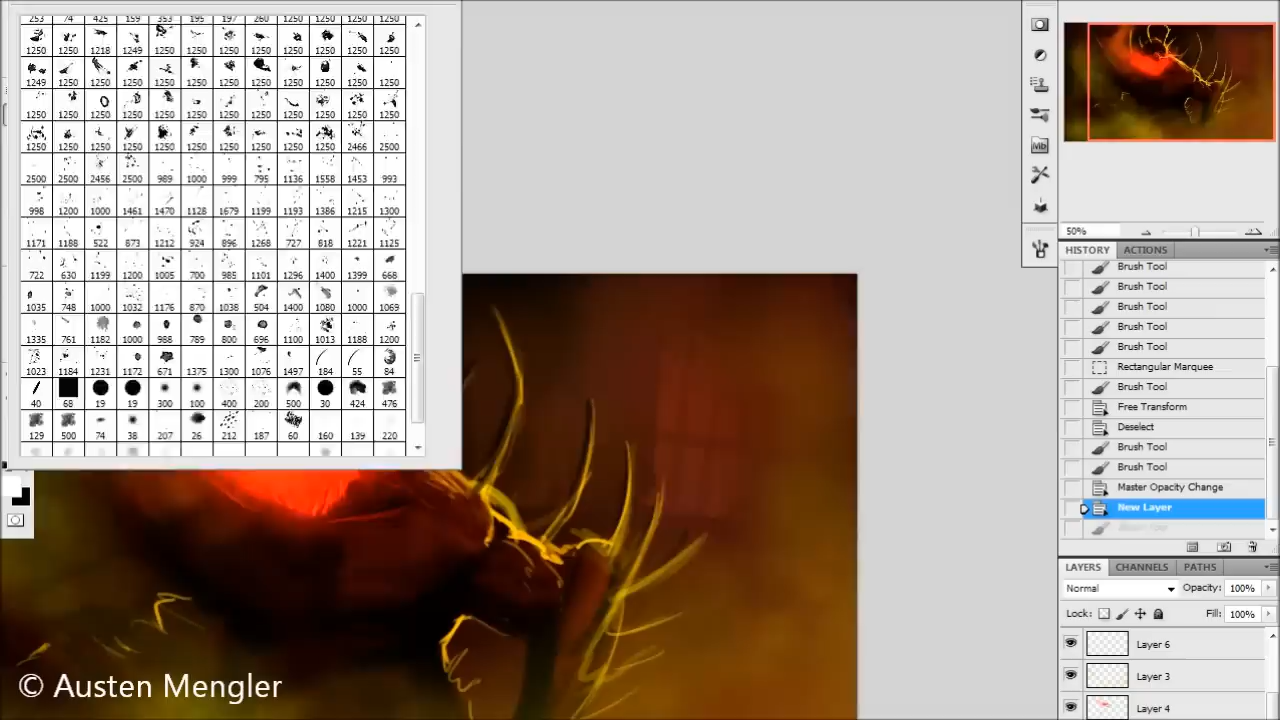 253 74 425 159 353 195 197 260 1250 1250 1250 1250
1250 1250 1218 1249 1250 1250 1250 1250 1250 1250 1250 1250
1249 1250 1250 1250 1250 1250 1250 1250 1250 1250 1250 1250
1250 1250 1250 1250 1250 1250 1250 1250 1250 1250 1250 1250
1250 1250 1250 1250 1250 1250 1250 1250 1250 1250 2466 2500
2500 2500 2456 2500 989 1000 999 795 1136 1558 1453 993
998 1200 1000 1461 1470 1128 1679 1199 1193 1386 1215 1300
1171 1188 522 873 1212 924 896 1268 727 818 1221 1125
722 630 1199 1200 1005 700 985 1101 1296 1400 1399 668
1035 748 1000 1032 1176 870 1038 504 1400 1080 1000 1069
1335 761 1182 1000 988 789 800 696 1100 1013 1188 1200
1023 1184 1231 1172 671 1375 1300 1076 1497 184 55 84
40 68 19 19 300 100 400 200 500 30 424 476
129 500 74 38 207 26 212 187 60 160 139 220
Mb
50%
HISTORY ACTIONS
Brush Tool
Brush Tool
Brush Tool
Brush Tool
Brush Tool
Rectangular Marquee
Brush Tool
Free Transform
Deselect
Brush Tool
Brush Tool
Master Opacity Change
New Layer
LAYERS CHANNELS PATHS
Normal Opacity: 100%
Lock: Fill: 100%
Layer 6
Layer 3
Layer 4
© Austen Mengler